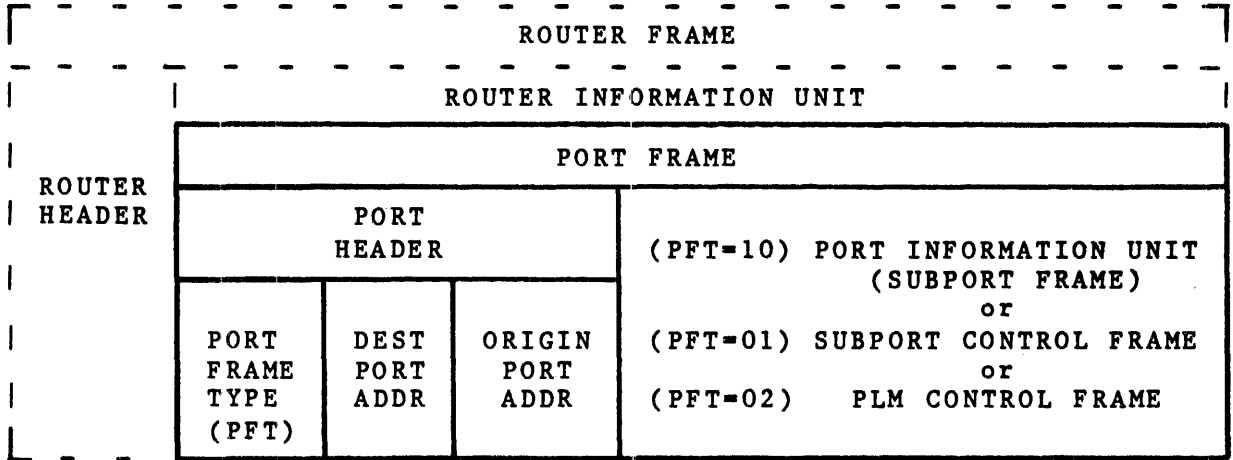 ROUTER FRAME
ROUTER INFORMATION UNIT
PORT FRAME
ROUTER
HEADER
PORT
HEADER
PORT
FRAME
TYPE
(PFT)
DEST
PORT
ADDR
ORIGIN
PORT
ADDR
(PFT=10) PORT INFORMATION UNIT
(SUBPORT FRAME)
or
(PFT=01) SUBPORT CONTROL FRAME
or
(PFT=02) PLM CONTROL FRAME